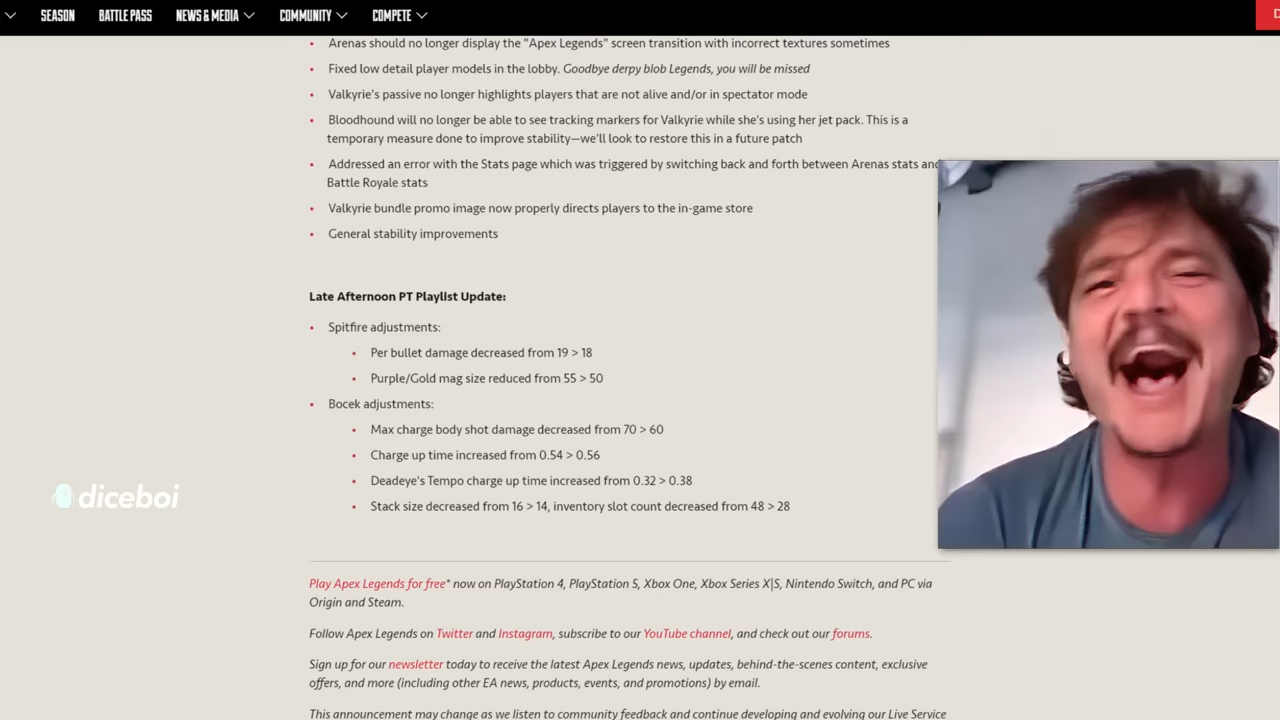 SEASON BATTLE PASS NEWS & MEDIA COMMUNITY COMPETE
Arenas should no longer display the "Apex Legends" screen transition with incorrect textures sometimes
Fixed low detail player models in the lobby. Goodbye derpy blob Legends, you will be missed
Valkyrie's passive no longer highlights players that are not alive and/or in spectator mode
Bloodhound will no longer be able to see tracking markers for Valkyrie while she's using her jet pack. This is a
temporary measure done to improve stability—we'll look to restore this in a future patch
Addressed an error with the Stats page which was triggered by switching back and forth between Arenas stats and
Battle Royale stats
Valkyrie bundle promo image now properly directs players to the in-game store
General stability improvements
Late Afternoon PT Playlist Update:
Spitfire adjustments:
Per bullet damage decreased from 19 > 18
Purple/Gold mag size reduced from 55 > 50
Bocek adjustments:
Max charge body shot damage decreased from 70 > 60
Charge up time increased from 0.54 > 0.56
Deadeye's Tempo charge up time increased from 0.32 > 0.38
Stack size decreased from 16 > 14, inventory slot count decreased from 48 > 28
diceboi
Play Apex Legends for free* now on PlayStation 4, PlayStation 5, Xbox One, Xbox Series X|S, Nintendo Switch, and PC via
Origin and Steam.
Follow Apex Legends on Twitter and Instagram, subscribe to our YouTube channel, and check out our forums.
Sign up for our newsletter today to receive the latest Apex Legends news, updates, behind-the-scenes content, exclusive
offers, and more (including other EA news, products, events, and promotions) by email.
This announcement may change as we listen to community feedback and continue developing and evolving our Live Service